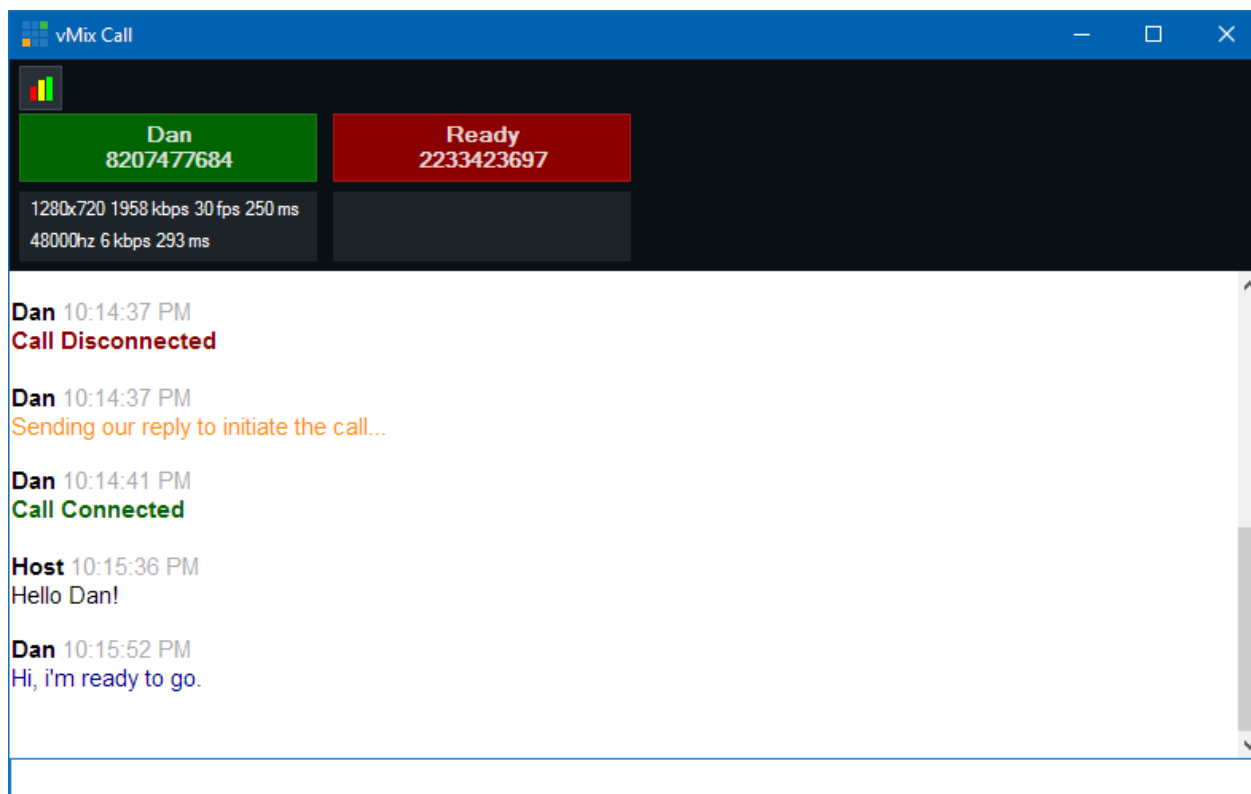 vMix Call
Dan
8207477684
Ready
2233423697
1280x720 1958 kbps 30 fps 250 ms
48000hz 6 kbps 293 ms
Dan 10:14:37 PM
Call Disconnected
Dan 10:14:37 PM
Sending our reply to initiate the call...
Dan 10:14:41 PM
Call Connected
Host 10:15:36 PM
Hello Dan!
Dan 10:15:52 PM
Hi, i'm ready to go.